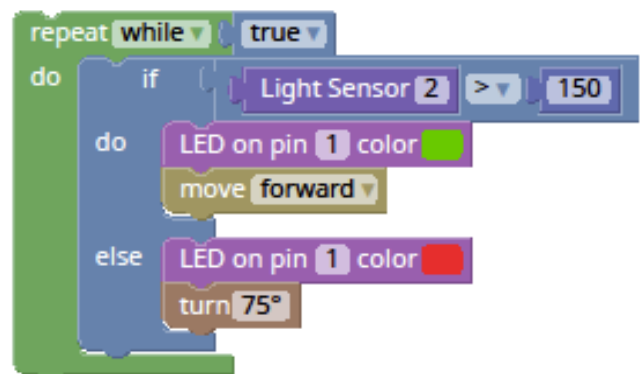 repeat while ▾ true ▾
do if Light Sensor 2 > ▾ 150
do LED on pin 1 color
move forward ▾
else LED on pin 1 color
turn 75°